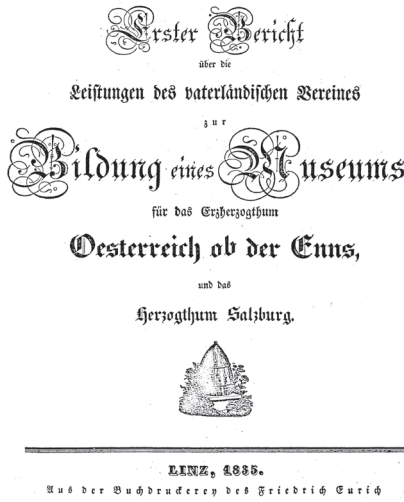 Erster Bericht
über die
Leistungen des vaterländischen Vereines
zur
Bildung eines Museums
für das Erzherzogthum
Oesterreich ob der Enns,
und das
Herzogthum Salzburg.
LINZ, 1835.
Aus der Buchdruckerey des Friedrich Eurich